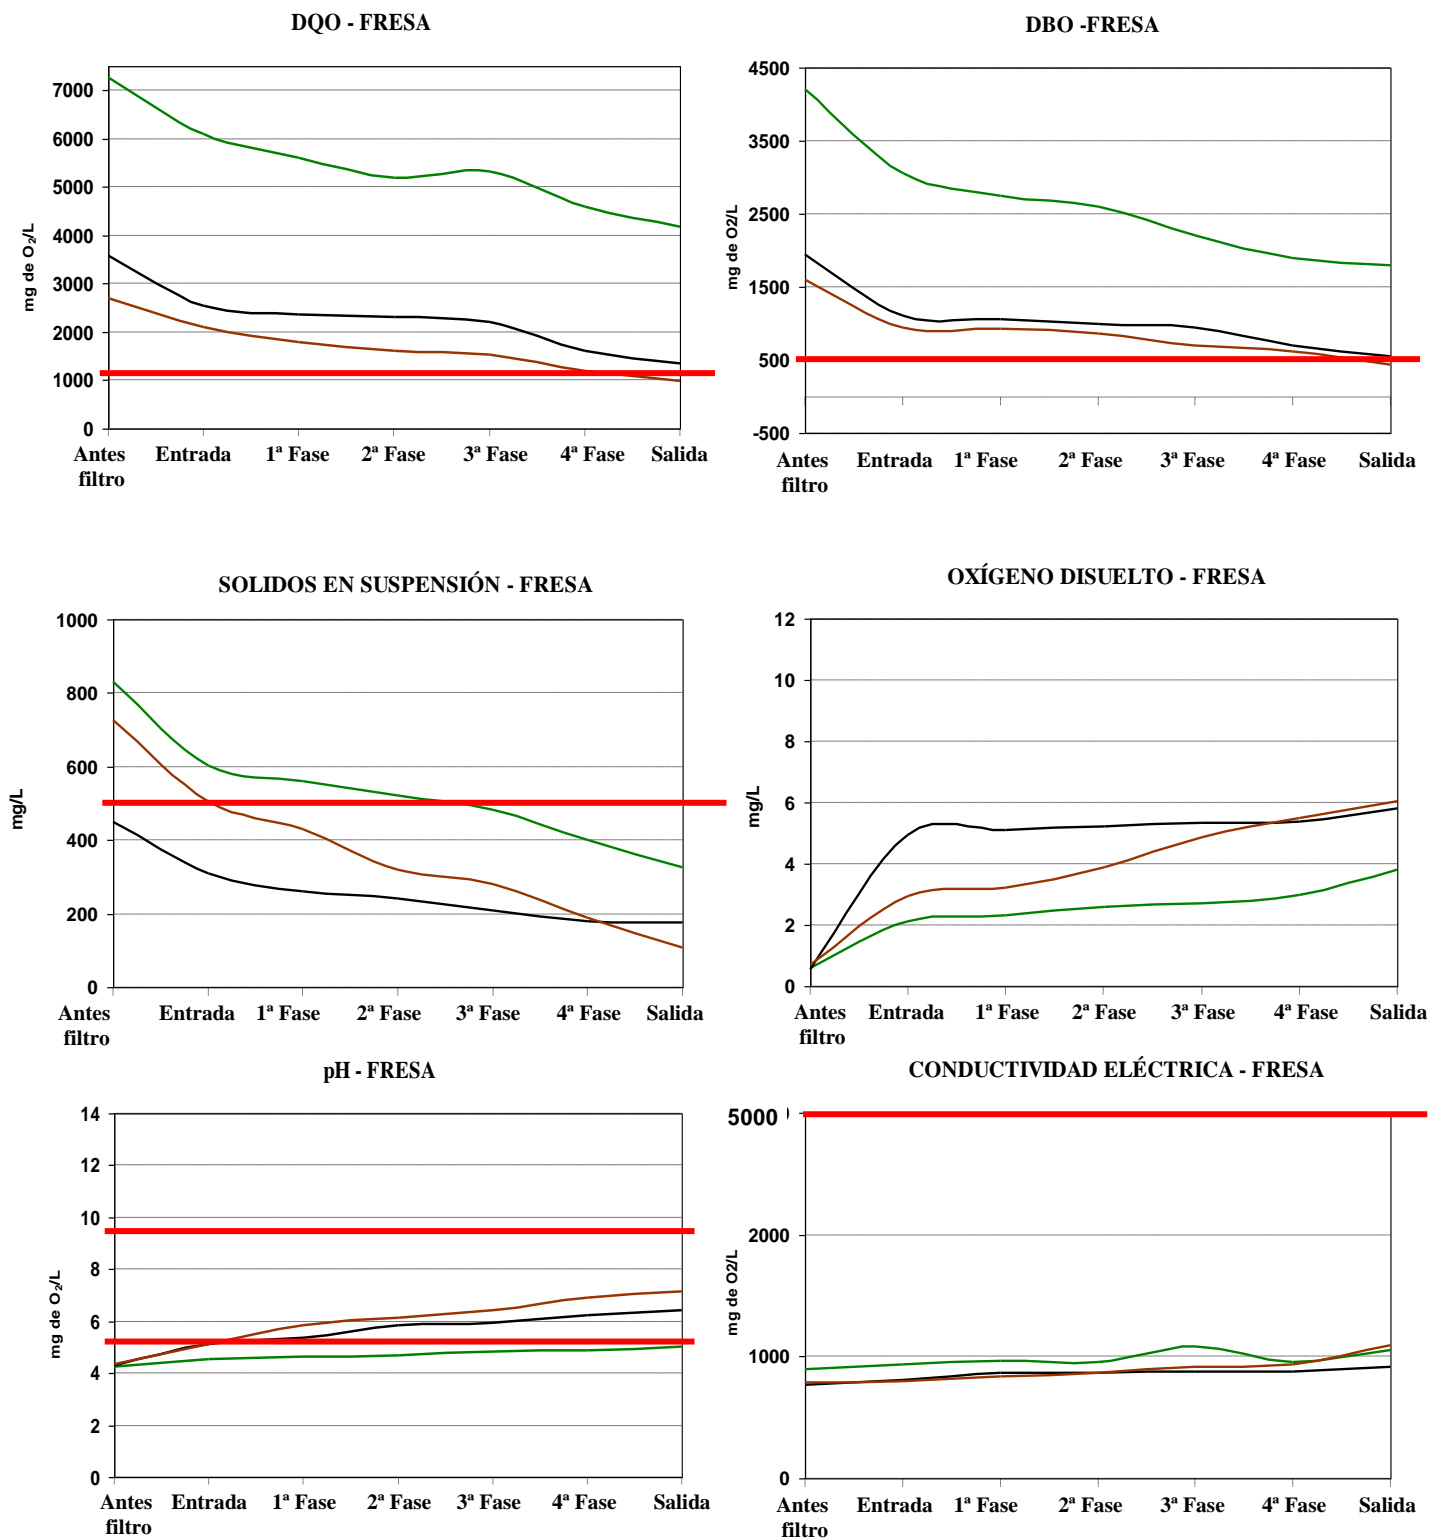 DQO - FRESA
7000
6000
5000
4000
3000
2000
1000
0
mg de O₂/L
Antes filtro Entrada 1ª Fase 2ª Fase 3ª Fase 4ª Fase Salida
DBO -FRESA
4500
3500
2500
1500
500
-500
mg de O2/L
Antes filtro Entrada 1ª Fase 2ª Fase 3ª Fase 4ª Fase Salida
SOLIDOS EN SUSPENSIÓN - FRESA
1000
800
600
400
200
0
mg/L
Antes filtro Entrada 1ª Fase 2ª Fase 3ª Fase 4ª Fase Salida
OXÍGENO DISUELTO - FRESA
12
10
8
6
4
2
0
mg/L
Antes filtro Entrada 1ª Fase 2ª Fase 3ª Fase 4ª Fase Salida
pH - FRESA
14
12
10
8
6
4
2
0
mg de O₂/L
Antes filtro Entrada 1ª Fase 2ª Fase 3ª Fase 4ª Fase Salida
CONDUCTIVIDAD ELÉCTRICA - FRESA
5000
2000
1000
0
mg de O2/L
Antes filtro Entrada 1ª Fase 2ª Fase 3ª Fase 4ª Fase Salida